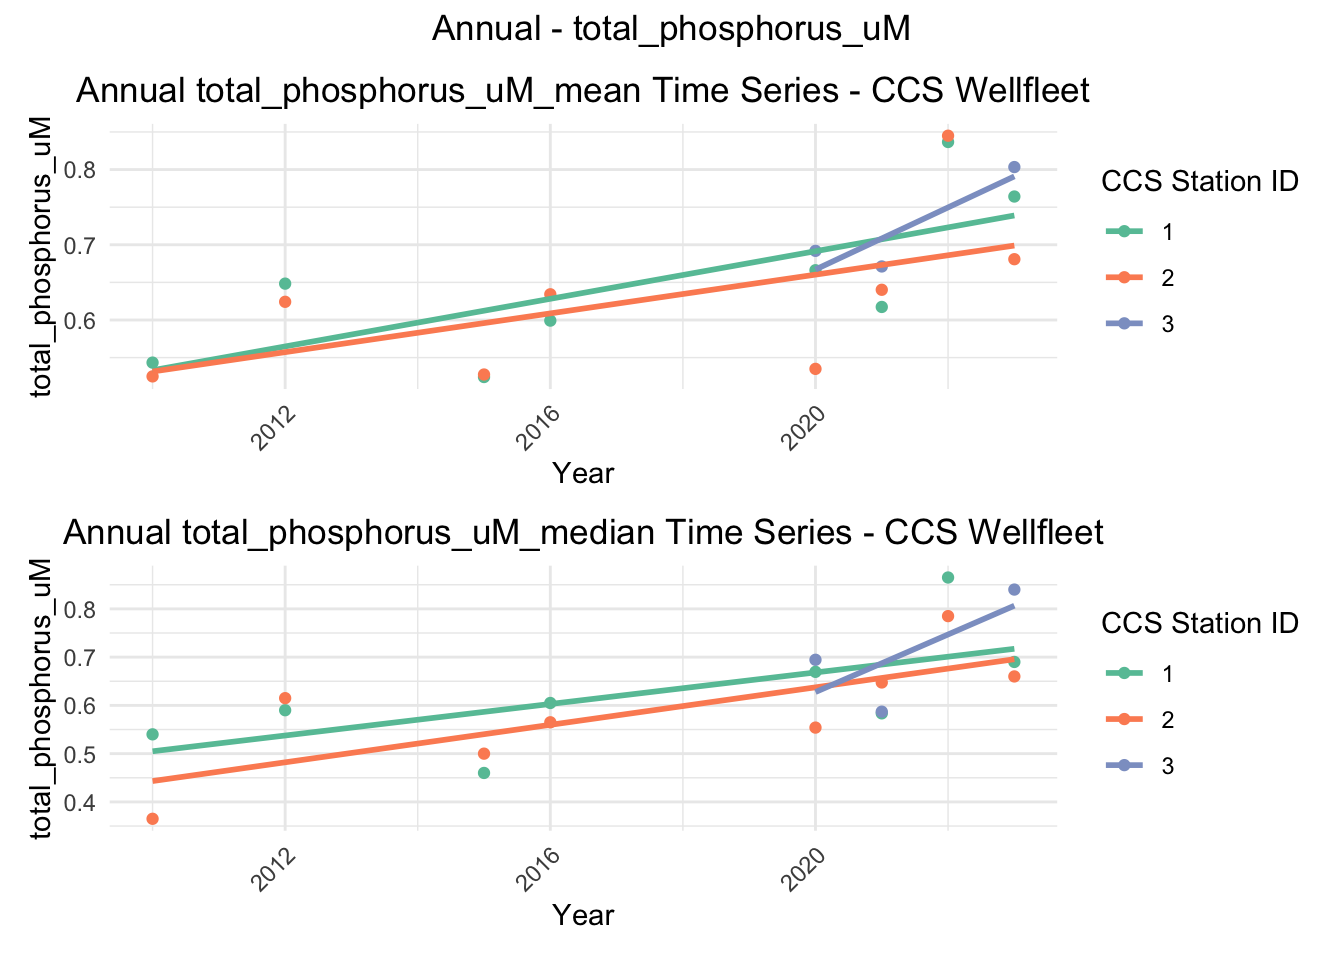 Annual - total_phosphorus_uM
Annual total_phosphorus_uM_mean Time Series - CCS Wellfleet
total_phosphorus_uM
0.8
0.7
0.6
2012
2016
2020
Year
CCS Station ID
1
2
3
Annual total_phosphorus_uM_median Time Series - CCS Wellfleet
total_phosphorus_uM
0.8
0.7
0.6
0.5
0.4
2012
2016
2020
Year
CCS Station ID
1
2
3